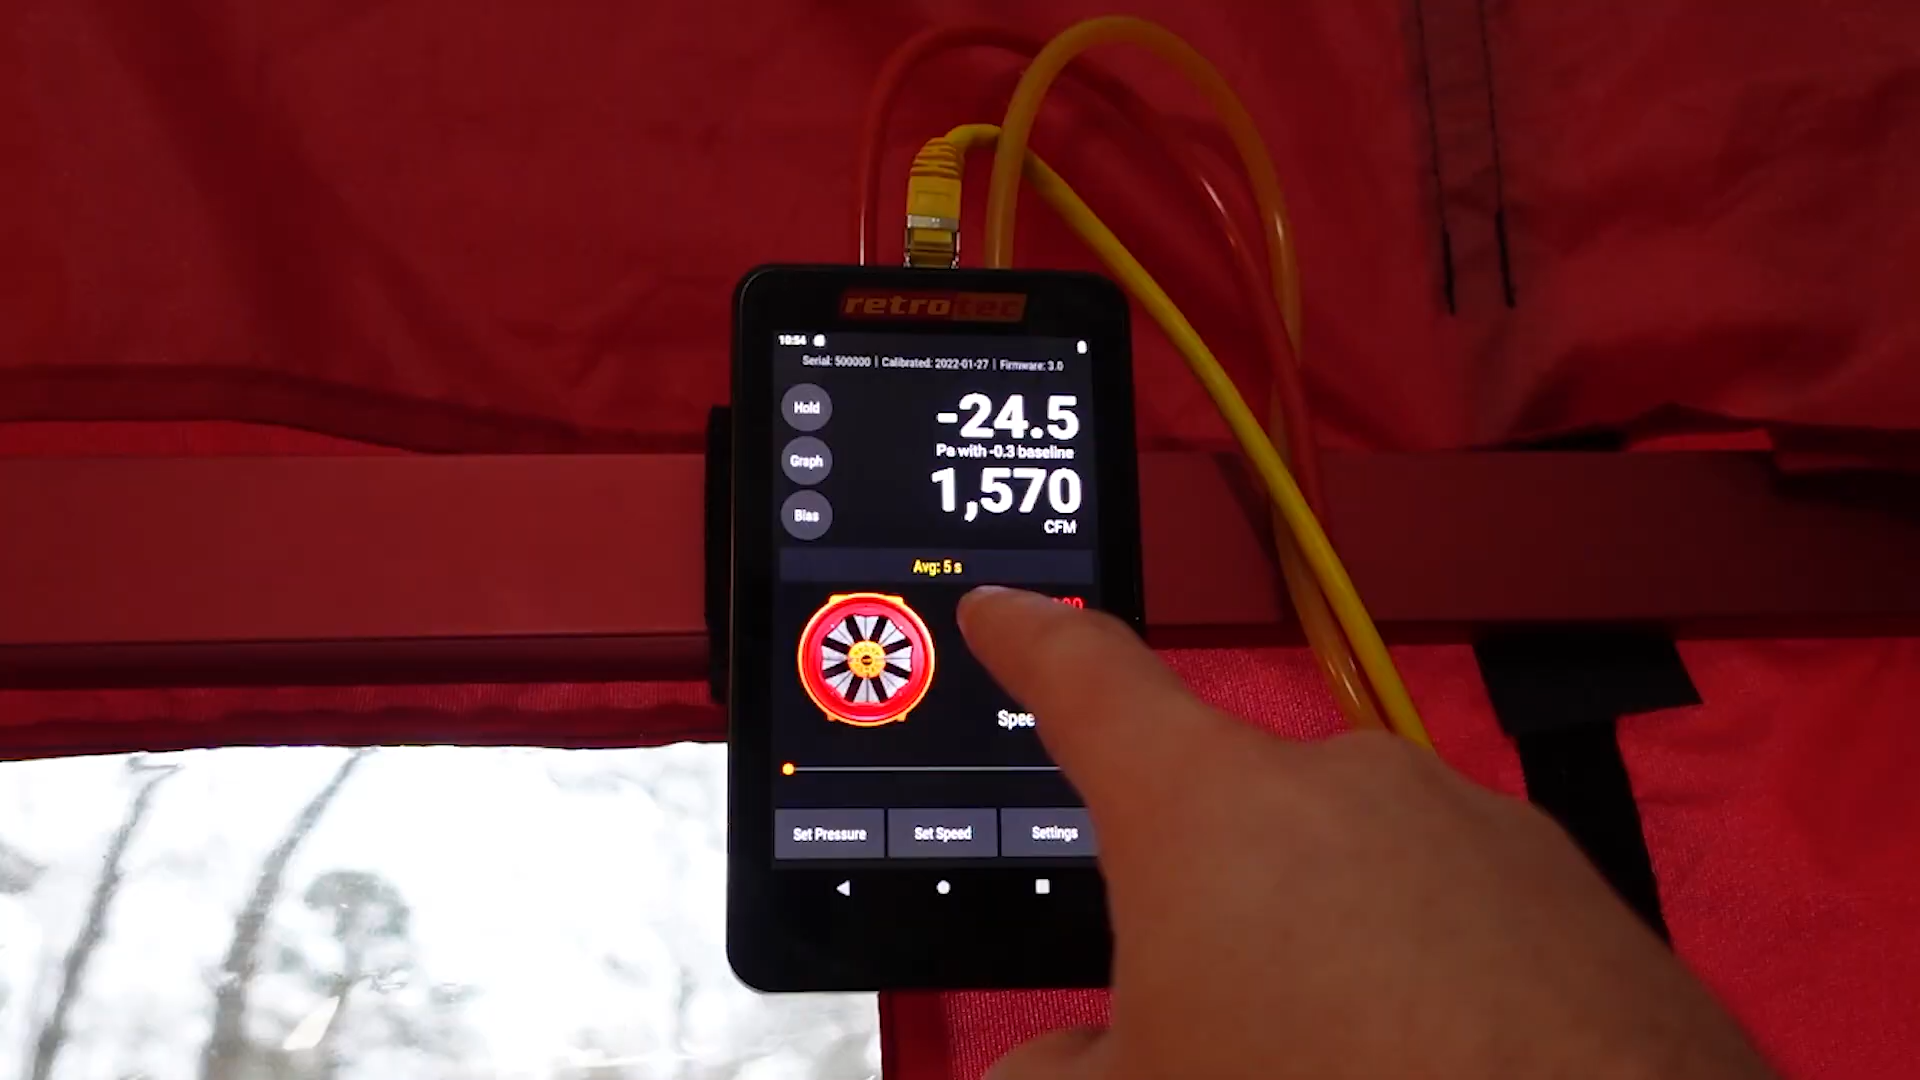 retrotec
10:54
Serial: 500000 | Calibrated: 2022-01-27 | Firmware: 3.0
Hold
-24.5
Pa with -0.3 baseline
Graph
1,570
CFM
Bias
Avg: 5 s
Set Pressure
Set Speed
Settings